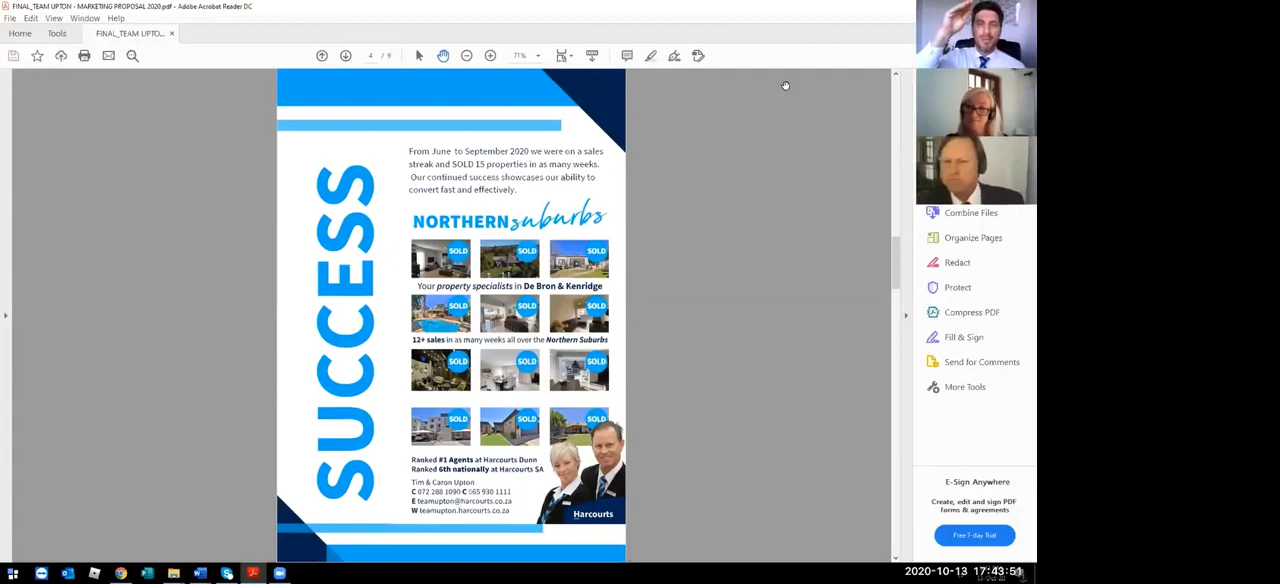 FINAL_TEAM UPTON - MARKETING PROPOSAL 2020.pdf - Adobe Acrobat Reader DC
File Edit View Window Help
Home Tools FINAL_TEAM UPTO... ×
4 / 9 71%
From June to September 2020 we were on a sales
streak and SOLD 15 properties in as many weeks.
Our continued success showcases our ability to
convert fast and effectively.
SUCCESS
NORTHERN suburbs
SOLD SOLD SOLD
Your property specialists in De Bron & Kenridge
SOLD SOLD SOLD
12+ sales in as many weeks all over the Northern Suburbs
SOLD SOLD SOLD
SOLD SOLD SOLD
Ranked #1 Agents at Harcourts Dunn
Ranked 6th nationally at Harcourts SA
Tim & Caron Upton
C 072 288 1090 C 065 930 1111
E teamupton@harcourts.co.za
W teamupton.harcourts.co.za
Harcourts
Combine Files
Organize Pages
Redact
Protect
Compress PDF
Fill & Sign
Send for Comments
More Tools
E-Sign Anywhere
Create, edit and sign PDF
forms & agreements
Free 7-day Trial
2020-10-13 17:43:51